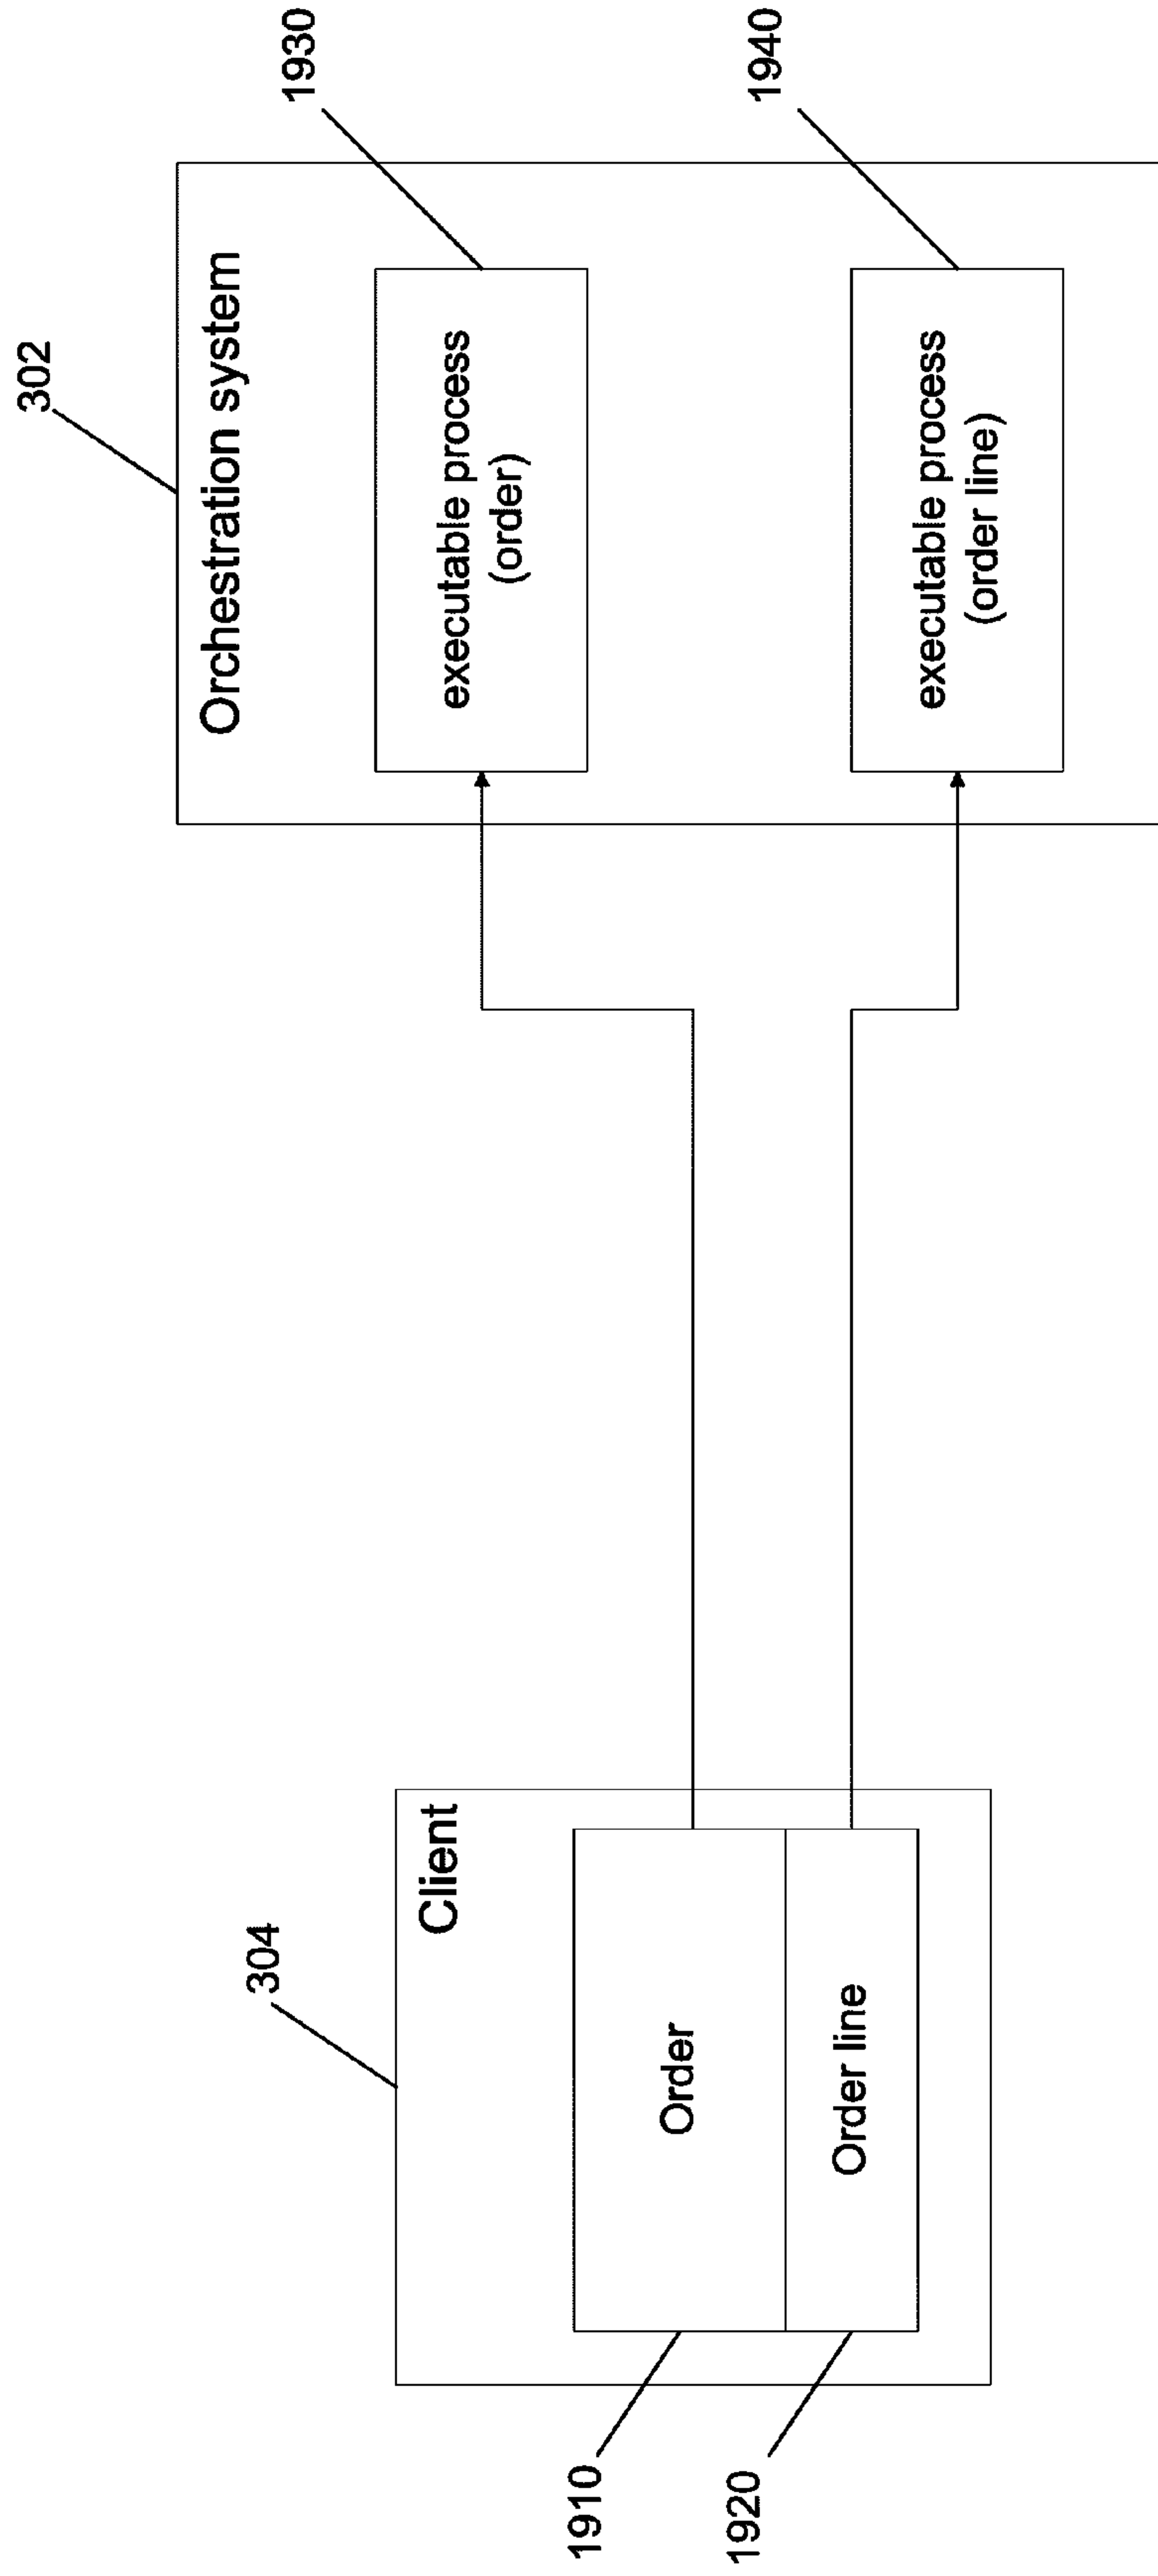 302
Orchestration system
1930
executable process
(order)
1940
executable process
(order line)
304
Client
1910
Order
1920
Order line